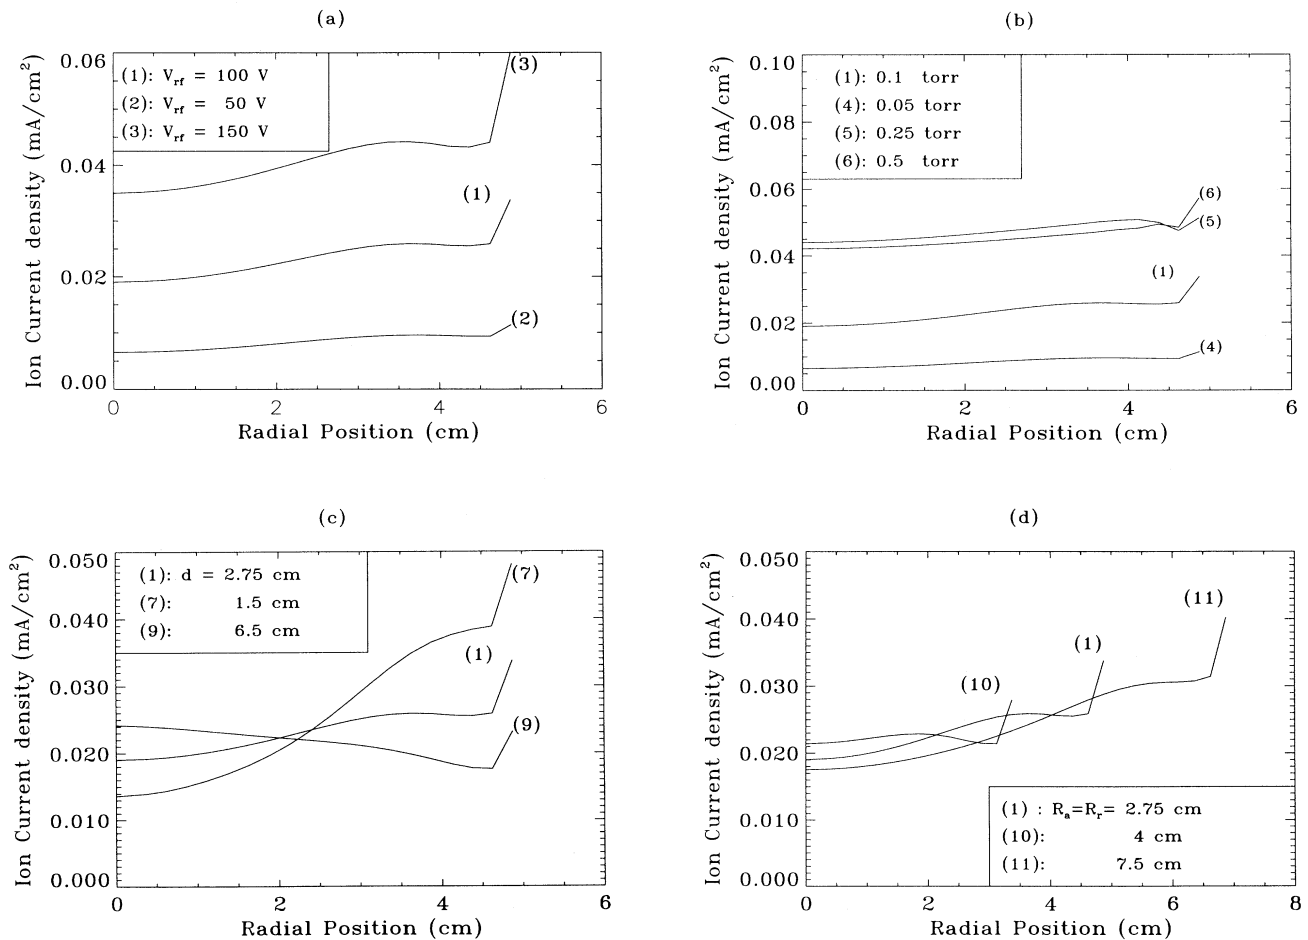 (a)
Ion Current density (mA/cm²)
0.06
0.04
0.02
0.00
(1): V_rf = 100 V
(2): V_rf = 50 V
(3): V_rf = 150 V
(3)
(1)
(2)
0 2 4 6
Radial Position (cm)
(b)
Ion Current density (mA/cm²)
0.10
0.08
0.06
0.04
0.02
0.00
(1): 0.1 torr
(4): 0.05 torr
(5): 0.25 torr
(6): 0.5 torr
(6)
(5)
(1)
(4)
0 2 4 6
Radial Position (cm)
(c)
Ion Current density (mA/cm²)
0.050
0.040
0.030
0.020
0.010
0.000
(1): d = 2.75 cm
(7): 1.5 cm
(9): 6.5 cm
(7)
(1)
(9)
0 2 4 6
Radial Position (cm)
(d)
Ion Current density (mA/cm²)
0.050
0.040
0.030
0.020
0.010
0.000
(11)
(1)
(10)
(1) : R_a=R_r= 2.75 cm
(10): 4 cm
(11): 7.5 cm
0 2 4 6 8
Radial Position (cm)